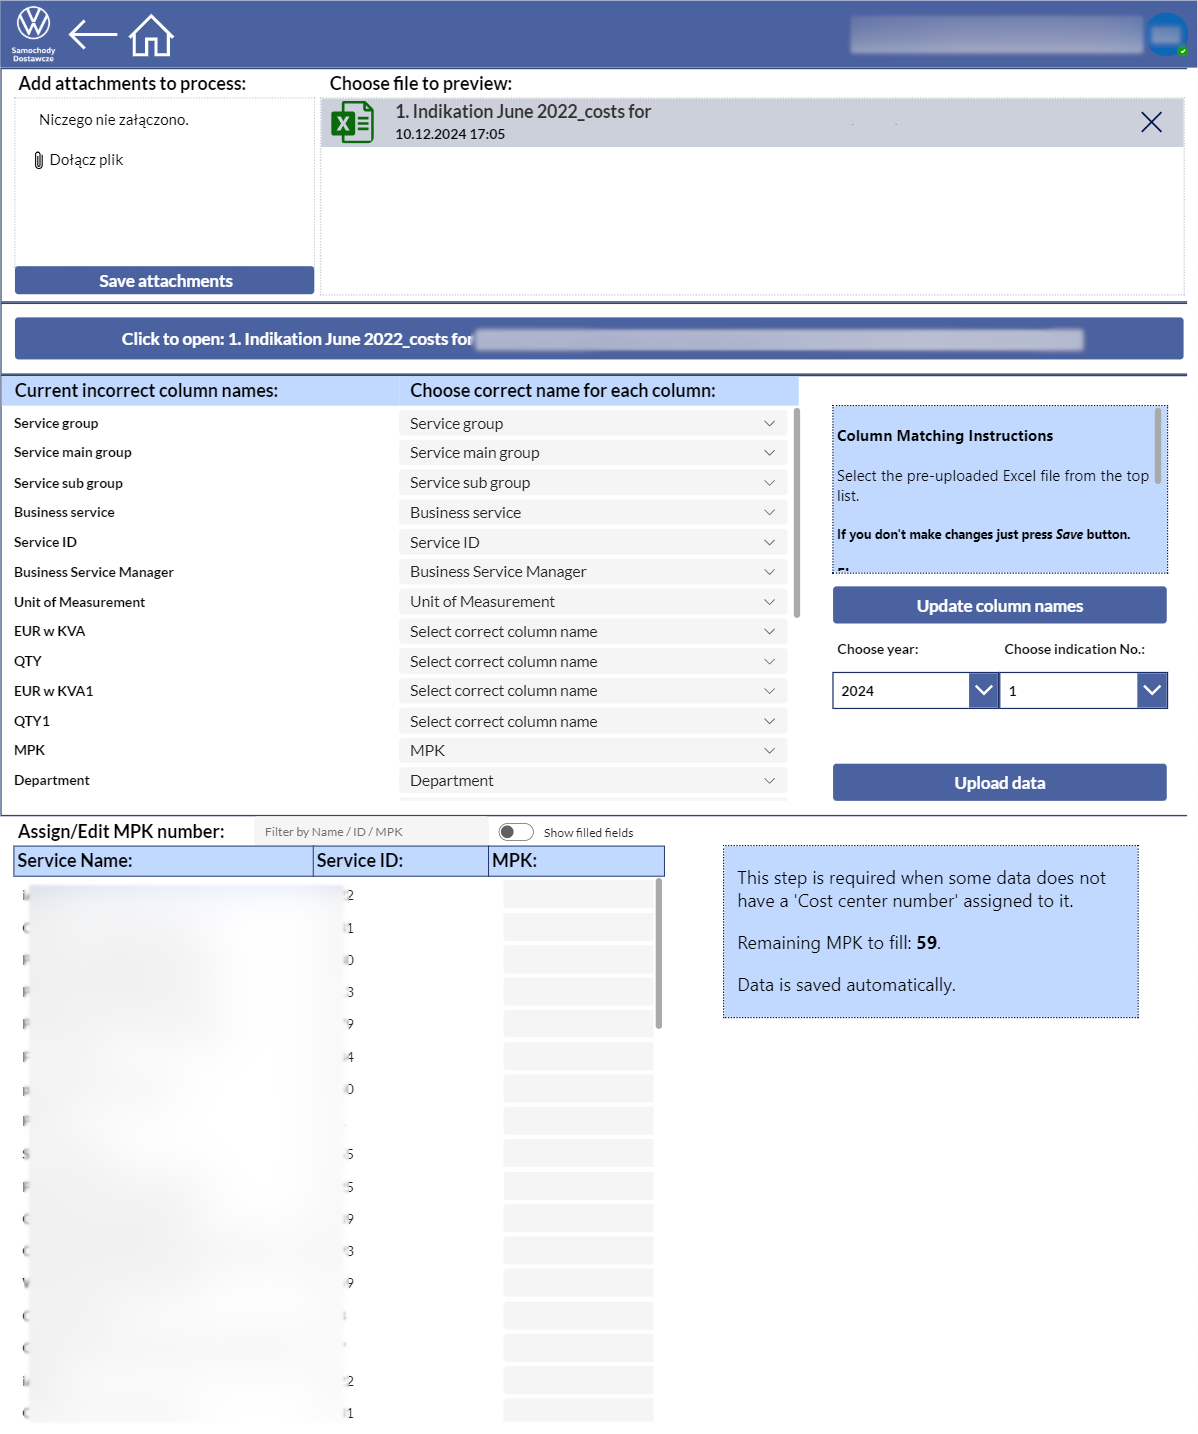 Samochody
Dostawcze
Add attachments to process:
Choose file to preview:
Niczego nie załączono.
Dołącz plik
Save attachments
1. Indikation June 2022_costs for
10.12.2024 17:05
Click to open: 1. Indikation June 2022_costs for
Current incorrect column names:
Choose correct name for each column:
Service group
Service group
Service main group
Service main group
Service sub group
Service sub group
Business service
Business service
Service ID
Service ID
Business Service Manager
Business Service Manager
Unit of Measurement
Unit of Measurement
EUR w KVA
Select correct column name
QTY
Select correct column name
EUR w KVA1
Select correct column name
QTY1
Select correct column name
MPK
MPK
Department
Department
Column Matching Instructions
Select the pre-uploaded Excel file from the top
list.
If you don't make changes just press Save button.
Update column names
Choose year:
Choose indication No.:
2024
1
Upload data
Assign/Edit MPK number:
Filter by Name / ID / MPK
Show filled fields
Service Name:
Service ID:
MPK:
This step is required when some data does not
have a 'Cost center number' assigned to it.
Remaining MPK to fill: 59.
Data is saved automatically.